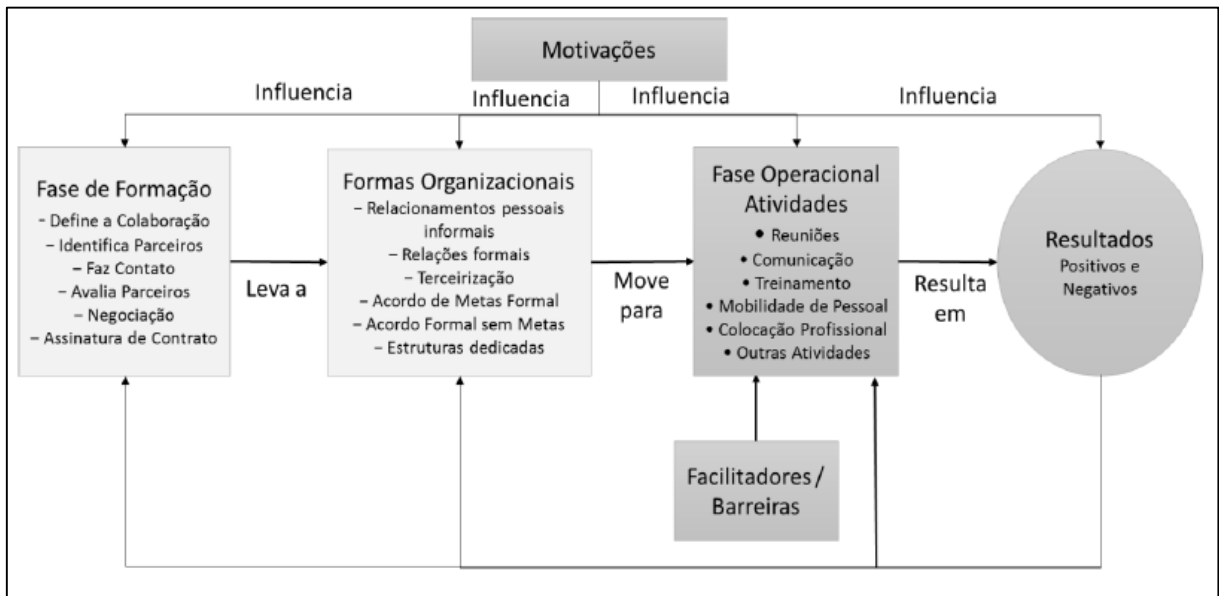 Motivações
Influencia
Influencia
Influencia
Influencia
Fase de Formação
- Define a Colaboração
– Identifica Parceiros
– Faz Contato
– Avalia Parceiros
– Negociação
– Assinatura de Contrato
Leva a
Formas Organizacionais
– Relacionamentos pessoais
informais
– Relações formais
– Terceirização
– Acordo de Metas Formal
– Acordo Formal sem Metas
– Estruturas dedicadas
Move
para
Fase Operacional
Atividades
• Reuniões
• Comunicação
• Treinamento
• Mobilidade de Pessoal
• Colocação Profissional
• Outras Atividades
Resulta
em
Resultados
Positivos e
Negativos
Facilitadores /
Barreiras